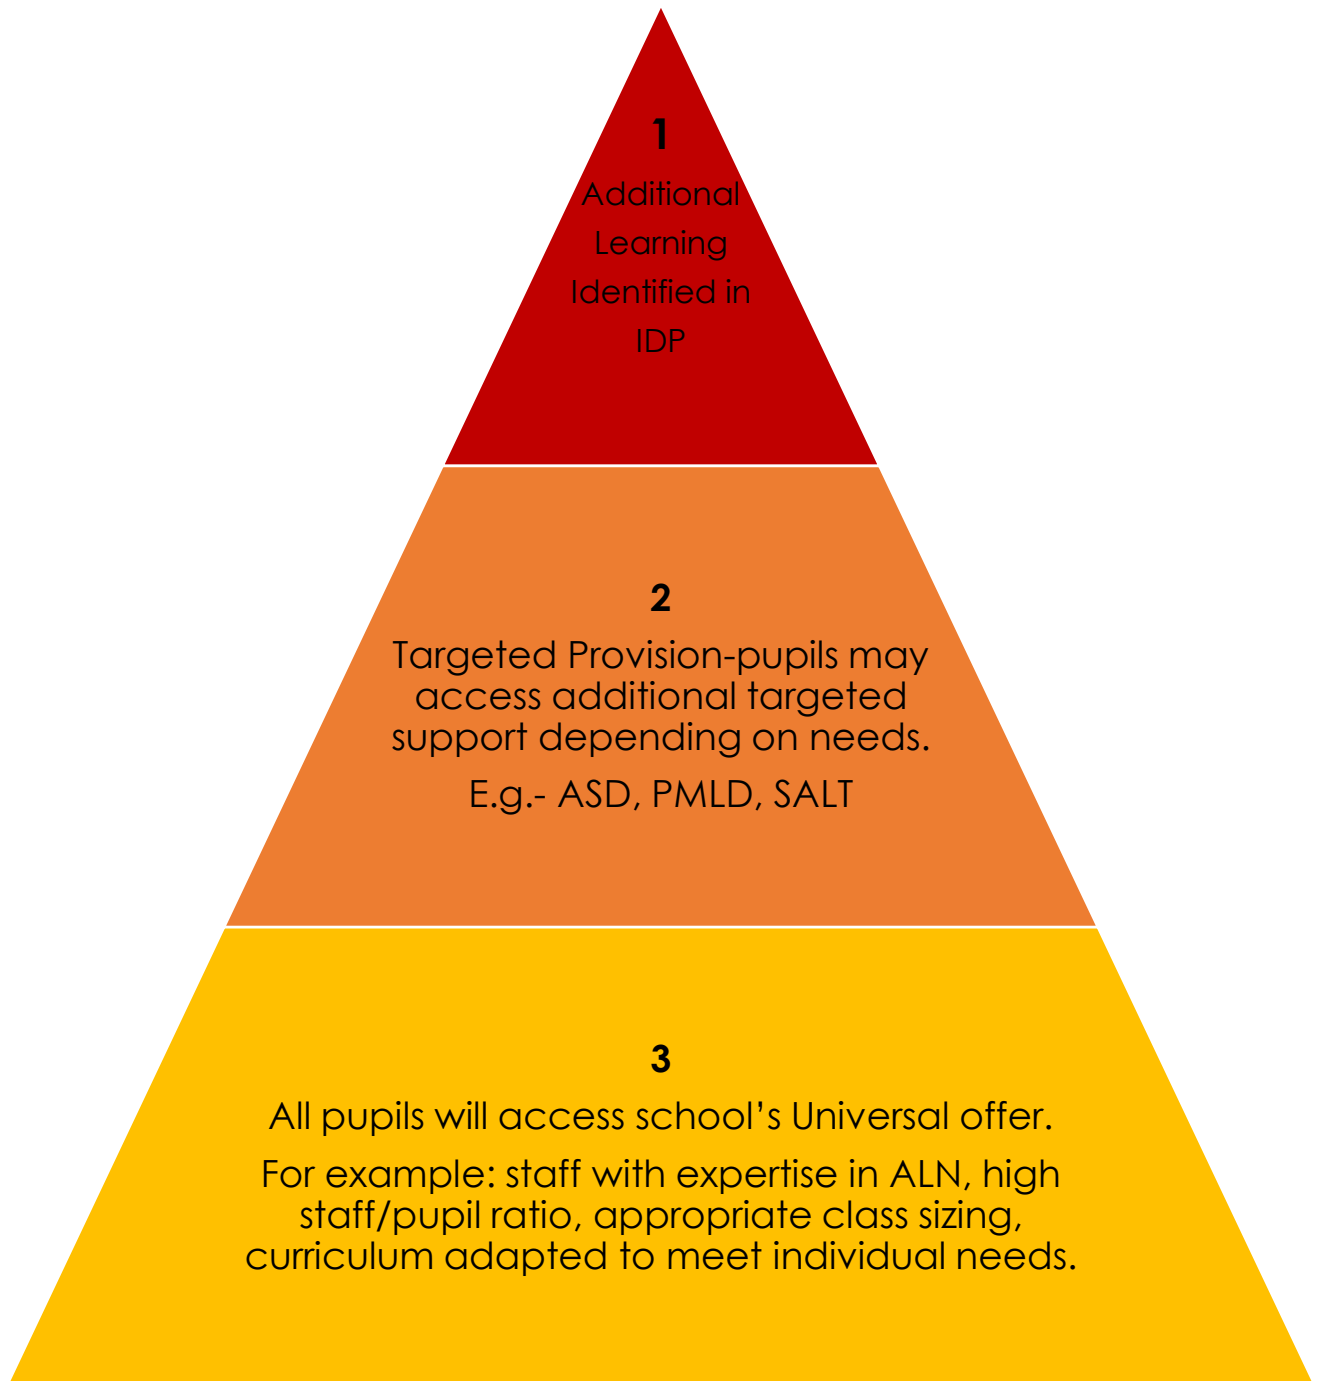 1
Additional
Learning
Identified in
IDP
2
Targeted Provision-pupils may
access additional targeted
support depending on needs.
E.g.- ASD, PMLD, SALT
3
All pupils will access school’s Universal offer.
For example: staff with expertise in ALN, high
staff/pupil ratio, appropriate class sizing,
curriculum adapted to meet individual needs.